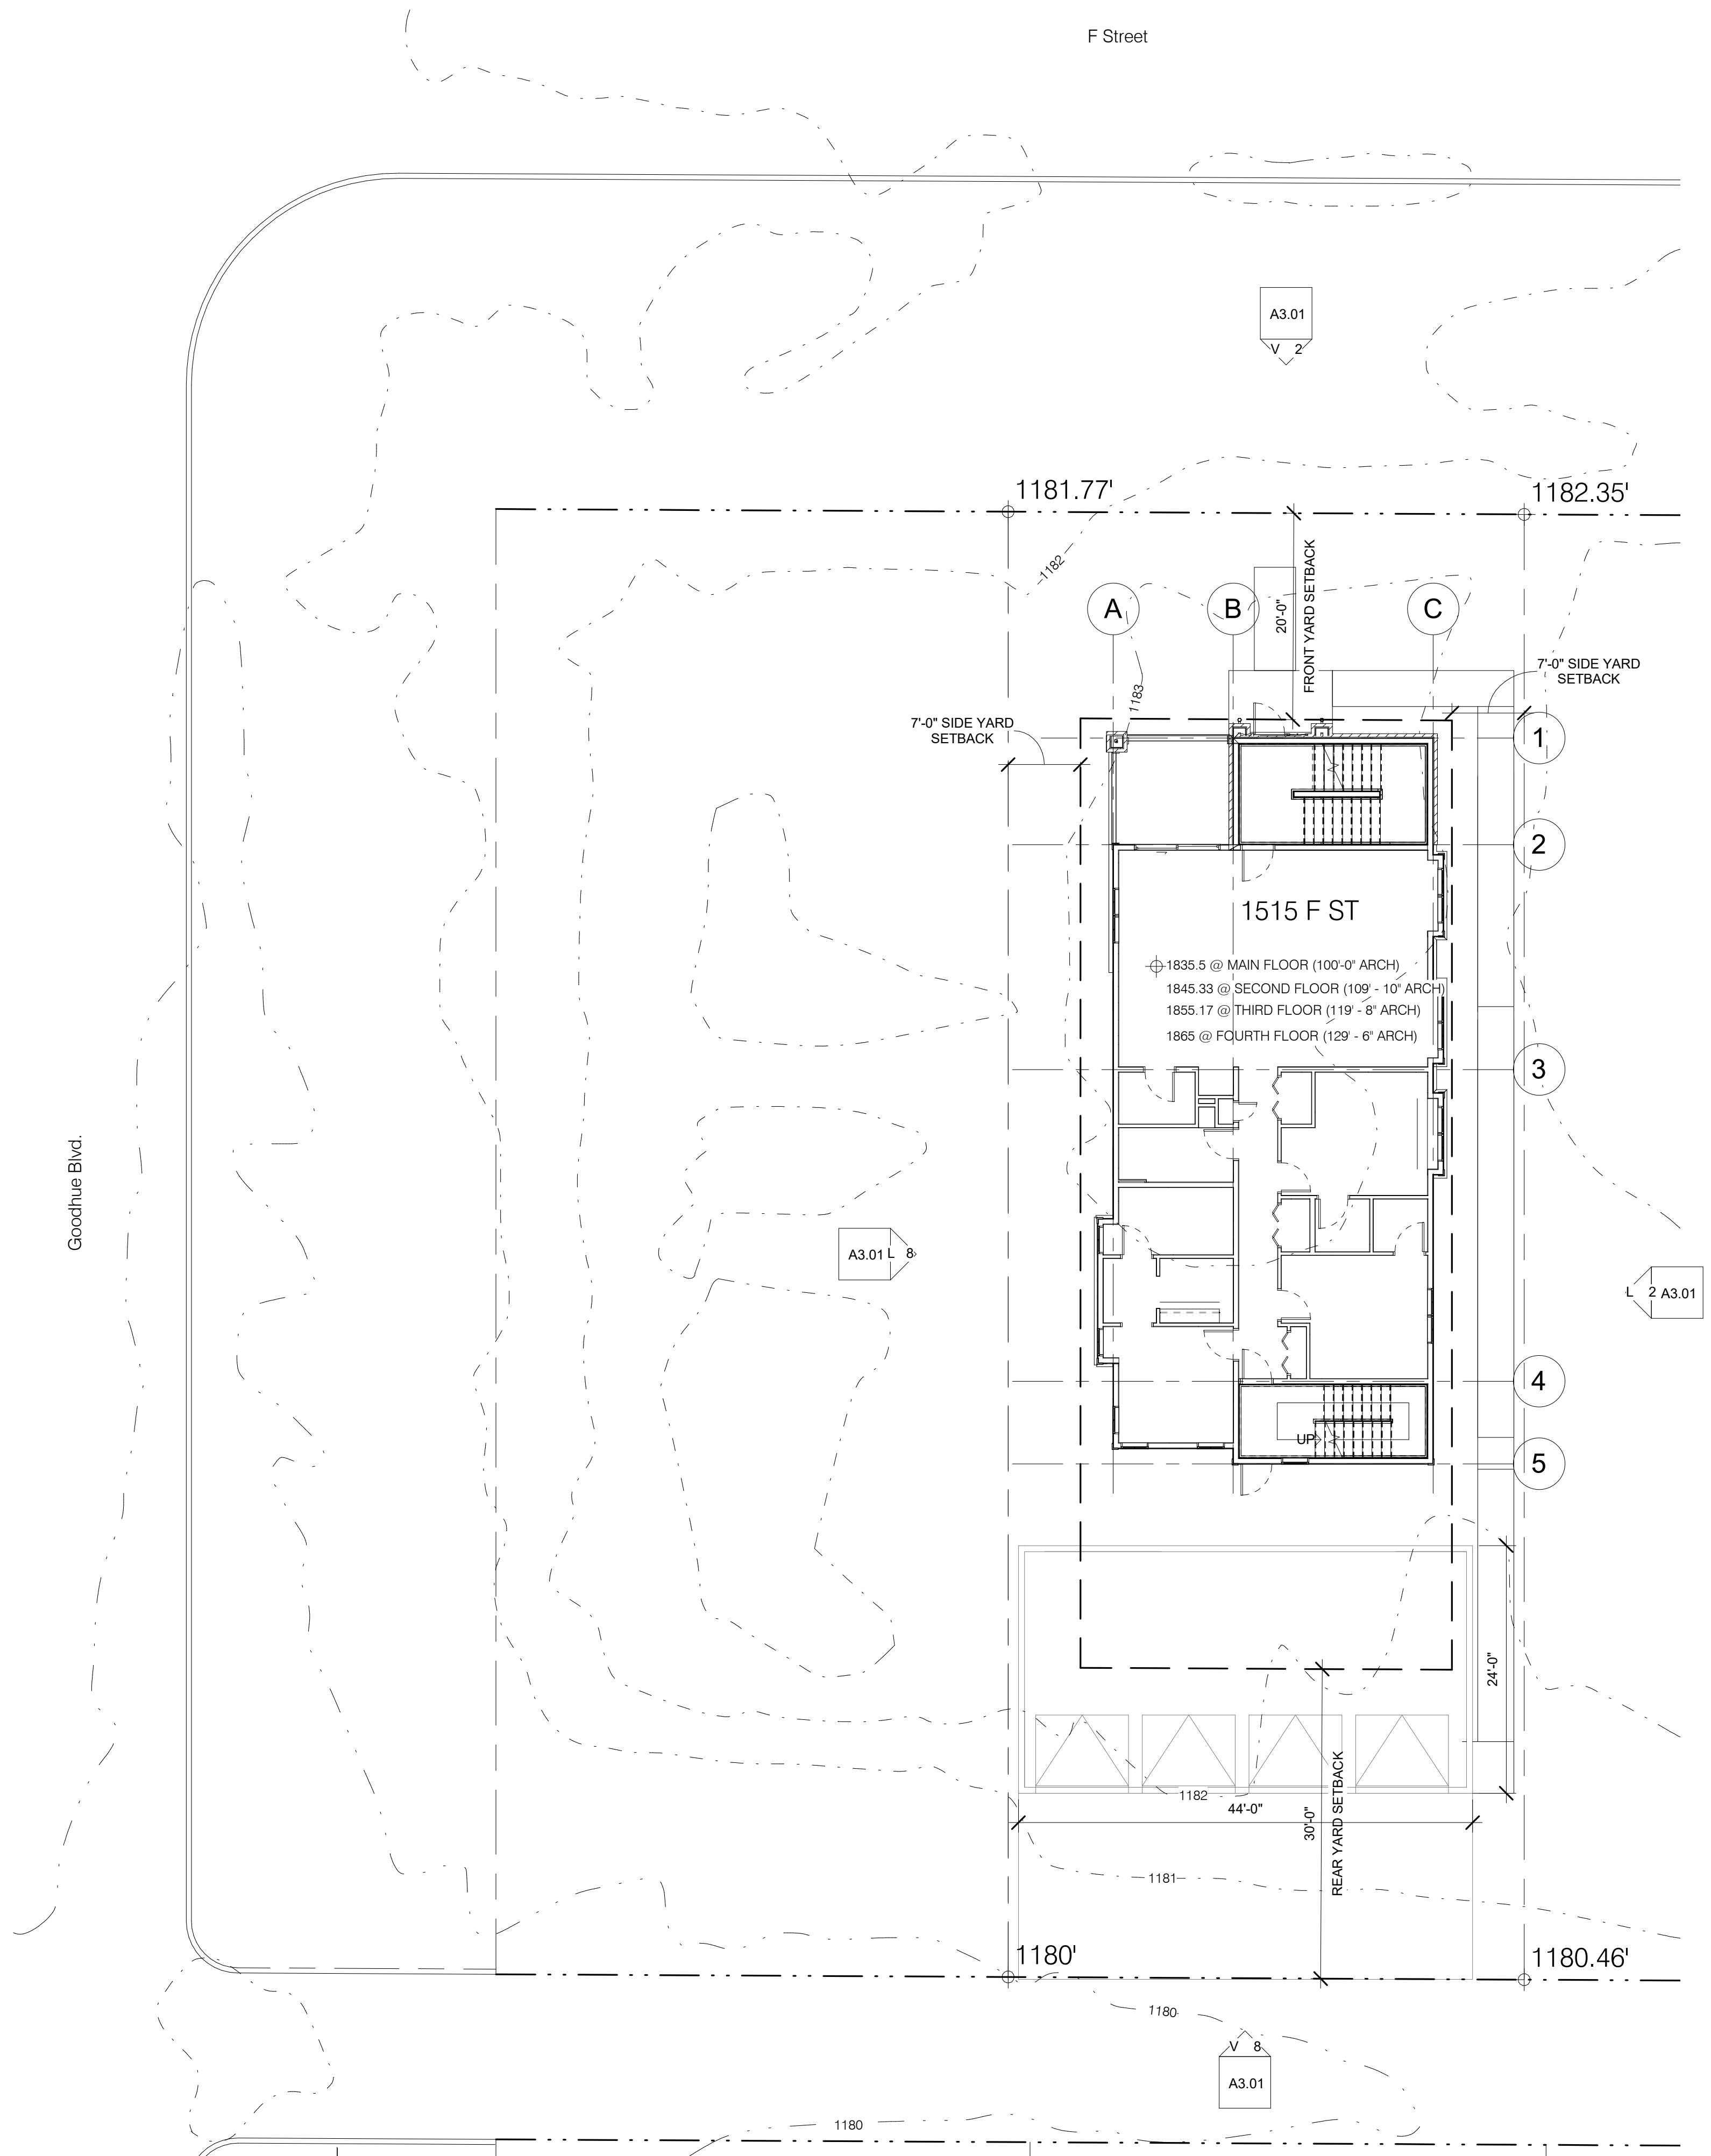 F Street
A3.01
V 2
1181.77'
1182.35'
1182
A
B
C
20'-0"
FRONT YARD SETBACK
7'-0" SIDE YARD
SETBACK
1183
7'-0" SIDE YARD
SETBACK
1
2
1515 F ST
1835.5 @ MAIN FLOOR (100'-0" ARCH)
1845.33 @ SECOND FLOOR (109' - 10" ARCH)
1855.17 @ THIRD FLOOR (119' - 8" ARCH)
1865 @ FOURTH FLOOR (129' - 6" ARCH)
3
Goodhue Blvd.
A3.01 L 8
L 2 A3.01
4
UP
5
24'-0"
1182
44'-0"
30'-0"
REAR YARD SETBACK
1181
1180'
1180.46'
1180
V 8
A3.01
1180